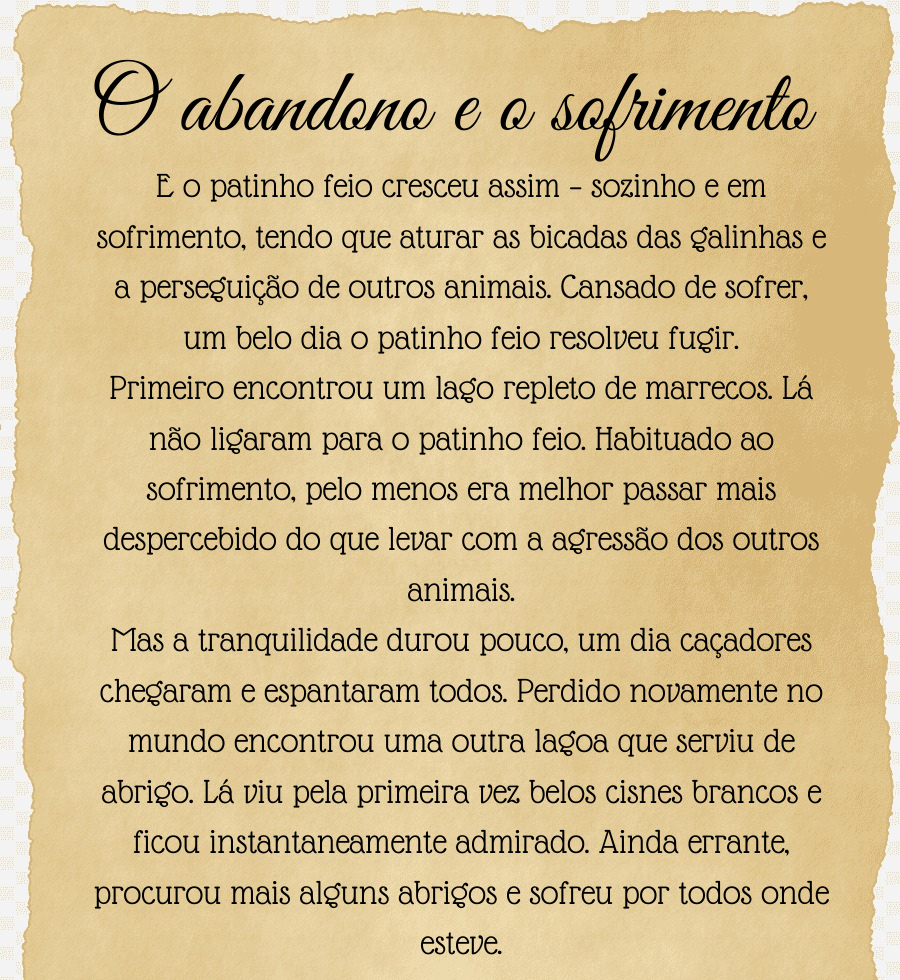 O abandono e o sofrimento
E o patinho feio cresceu assim – sozinho e em
sofrimento, tendo que aturar as bicadas das galinhas e
a perseguição de outros animais. Cansado de sofrer,
um belo dia o patinho feio resolveu fugir.
Primeiro encontrou um lago repleto de marrecos. Lá
não ligaram para o patinho feio. Habituado ao
sofrimento, pelo menos era melhor passar mais
despercebido do que levar com a agressão dos outros
animais.
Mas a tranquilidade durou pouco, um dia caçadores
chegaram e espantaram todos. Perdido novamente no
mundo encontrou uma outra lagoa que serviu de
abrigo. Lá viu pela primeira vez belos cisnes brancos e
ficou instantaneamente admirado. Ainda errante,
procurou mais alguns abrigos e sofreu por todos onde
esteve.